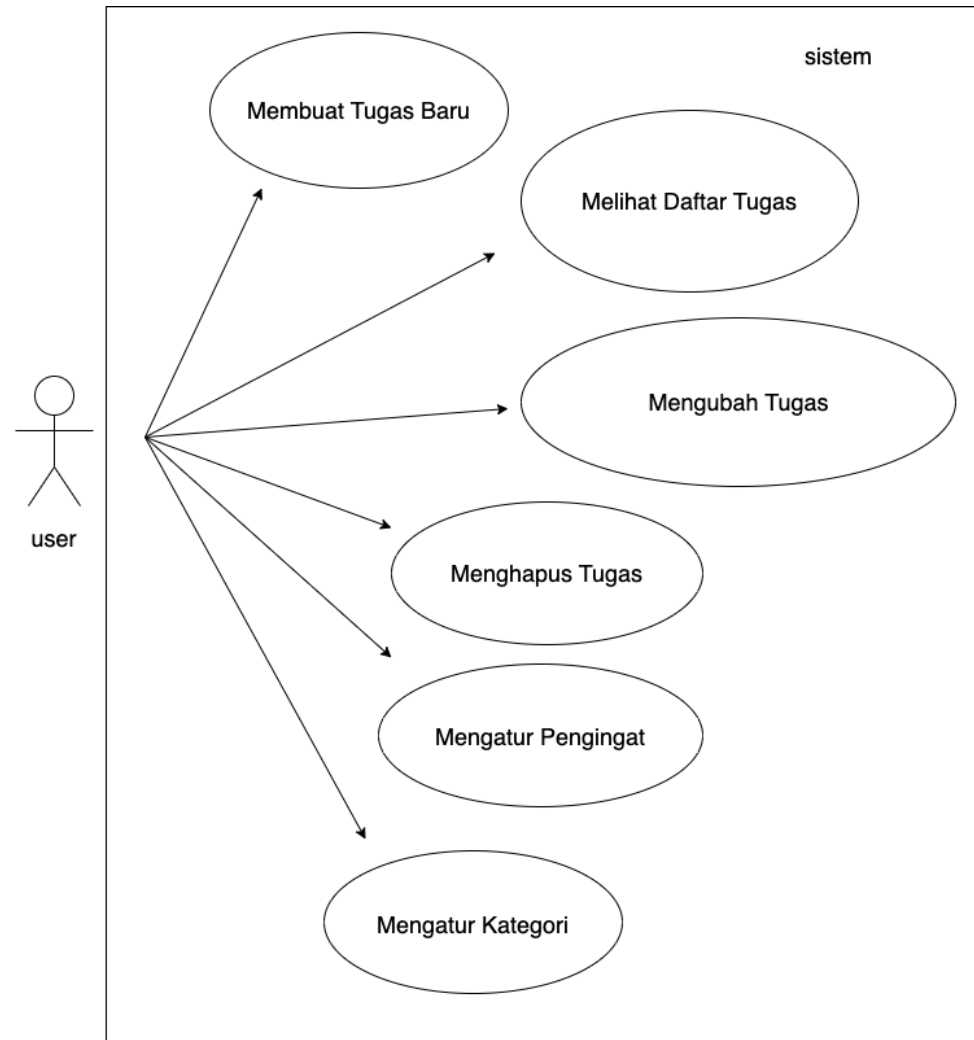 sistem
Membuat Tugas Baru
Melihat Daftar Tugas
Mengubah Tugas
user
Menghapus Tugas
Mengatur Pengingat
Mengatur Kategori